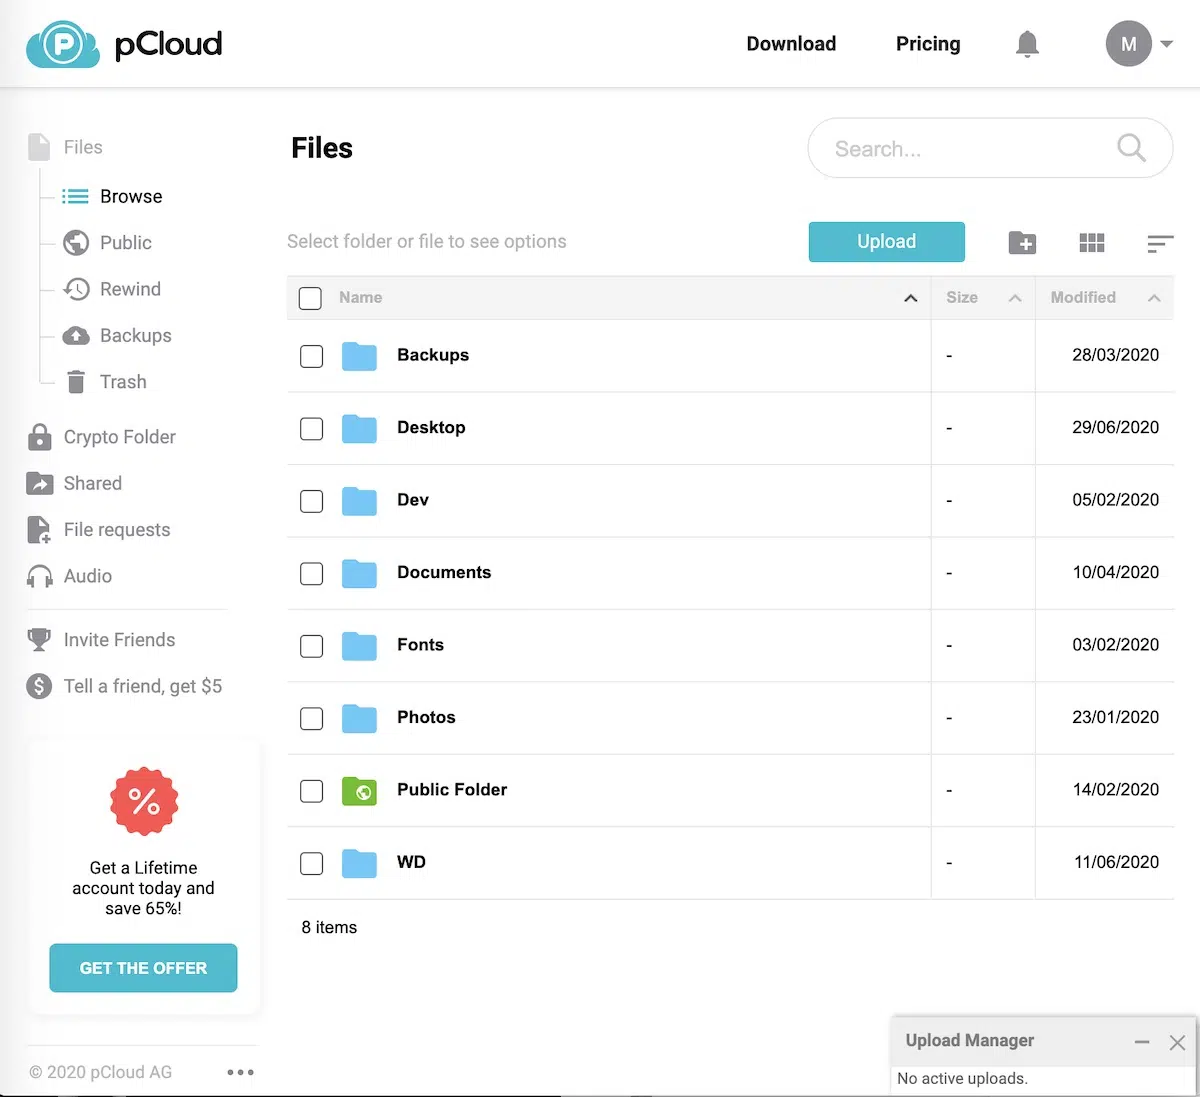 P pCloud
Download Pricing M
Files
Browse
Public
Rewind
Backups
Trash
Crypto Folder
Shared
File requests
Audio
Invite Friends
$ Tell a friend, get $5
%
Get a Lifetime
account today and
save 65%!
GET THE OFFER
© 2020 pCloud AG
Files
Search...
Select folder or file to see options
Upload
Name Size Modified
Backups - 28/03/2020
Desktop - 29/06/2020
Dev - 05/02/2020
Documents - 10/04/2020
Fonts - 03/02/2020
Photos - 23/01/2020
Public Folder - 14/02/2020
WD - 11/06/2020
8 items
Upload Manager
No active uploads.